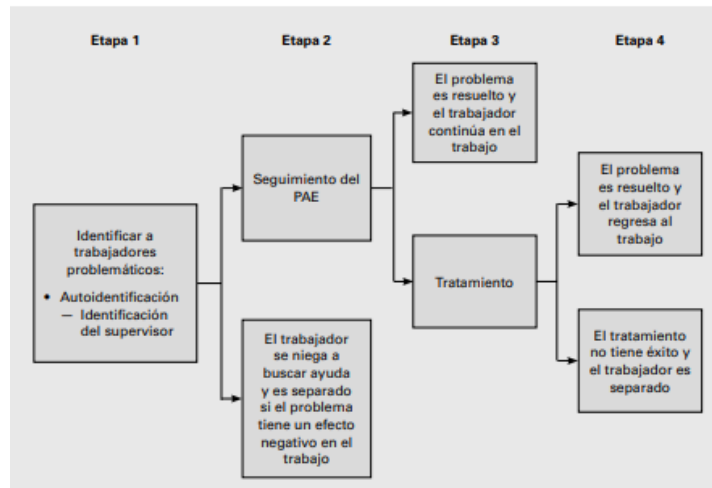 Etapa 1
Etapa 2
Etapa 3
Etapa 4
Identificar a
trabajadores
problemáticos:
• Autoidentificación
— Identificación
del supervisor
Seguimiento del
PAE
El trabajador
se niega a
buscar ayuda
y es separado
si el problema
tiene un efecto
negativo en el
trabajo
El problema
es resuelto y
el trabajador
continúa en el
trabajo
Tratamiento
El problema
es resuelto y
el trabajador
regresa al
trabajo
El tratamiento
no tiene éxito y
el trabajador es
separado